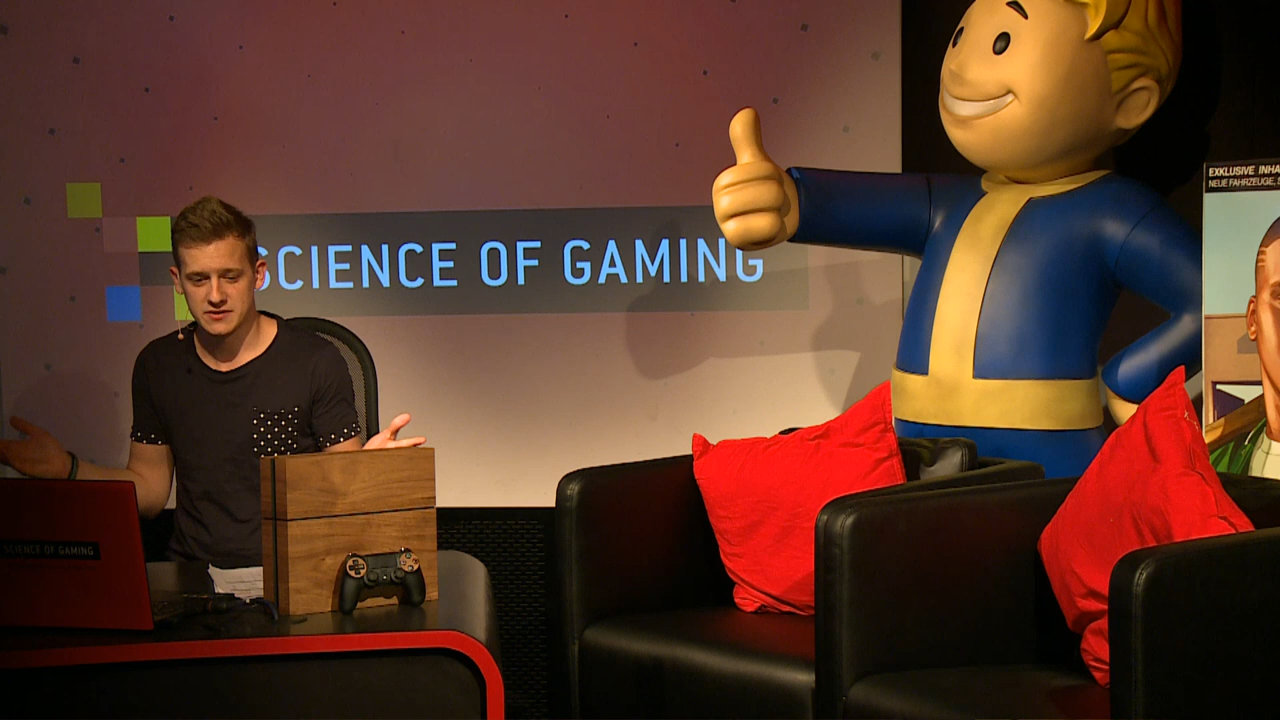 SCIENCE OF GAMING
EXKLUSIVE INHA
NEUE FAHRZEUGE, S
SCIENCE OF GAMING